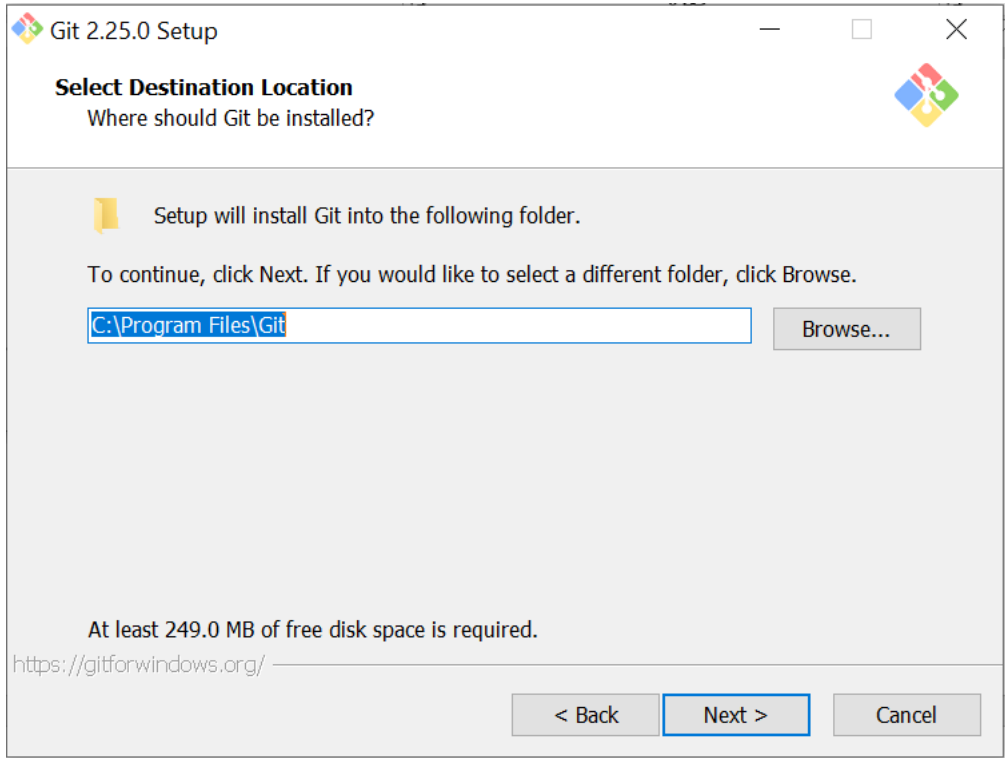 Git 2.25.0 Setup
Select Destination Location
Where should Git be installed?
Setup will install Git into the following folder.
To continue, click Next. If you would like to select a different folder, click Browse.
C:\Program Files\Git
Browse...
At least 249.0 MB of free disk space is required.
https://gitforwindows.org/
< Back
Next >
Cancel